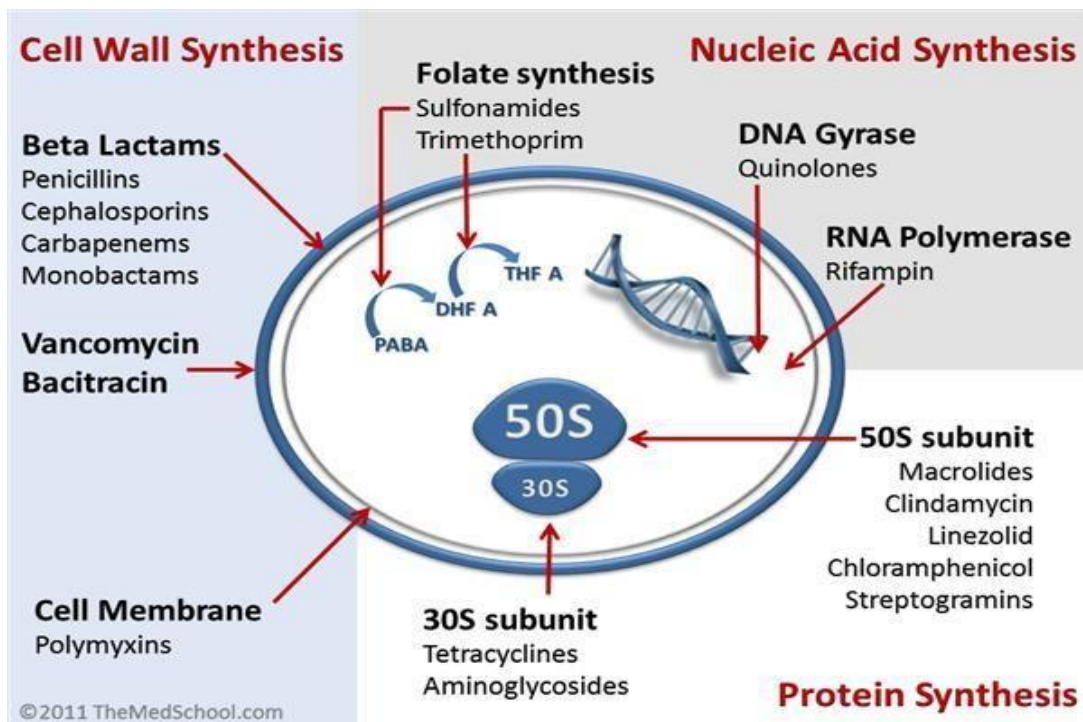 Cell Wall Synthesis
Nucleic Acid Synthesis
Folate synthesis
Sulfonamides
Trimethoprim
Beta Lactams
Penicillins
Cephalosporins
Carbapenems
Monobactams
DNA Gyrase
Quinolones
RNA Polymerase
Rifampin
THF A
DHF A
PABA
Vancomycin
Bacitracin
50S
30S
50S subunit
Macrolides
Clindamycin
Linezolid
Chloramphenicol
Streptogramins
Cell Membrane
Polymyxins
30S subunit
Tetracyclines
Aminoglycosides
Protein Synthesis
©2011 TheMedSchool.com